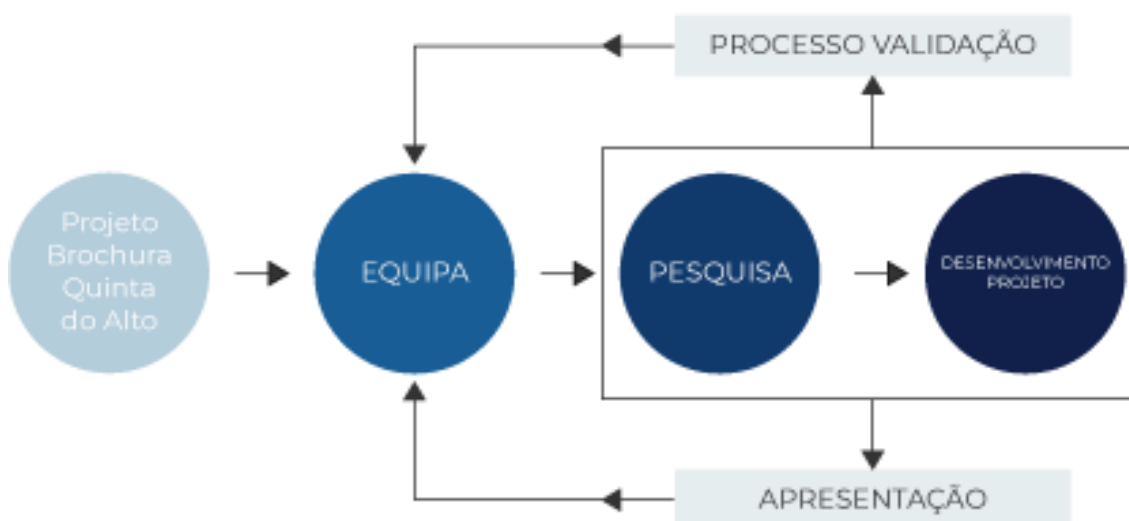 PROCESSO VALIDAÇÃO
Projeto
Brochura
Quinta
do Alto
EQUIPA
PESQUISA
DESENVOLVIMENTO
PROJETO
APRESENTAÇÃO